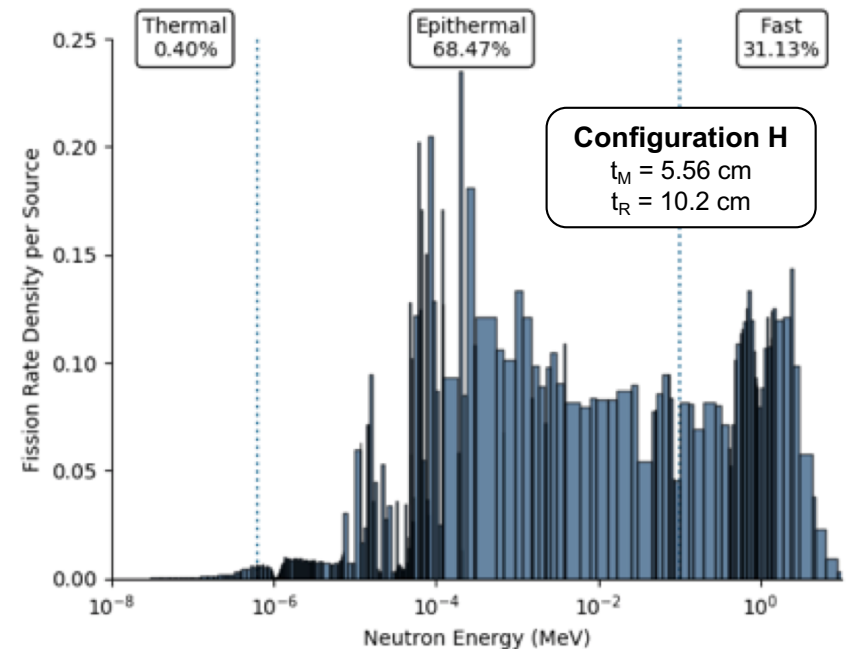 Thermal
0.40%
Epithermal
68.47%
Fast
31.13%
Configuration H
t_M = 5.56 cm
t_R = 10.2 cm
0.25
0.20
0.15
0.10
0.05
0.00
Fission Rate Density per Source
10⁻⁸
10⁻⁶
10⁻⁴
10⁻²
10⁰
Neutron Energy (MeV)